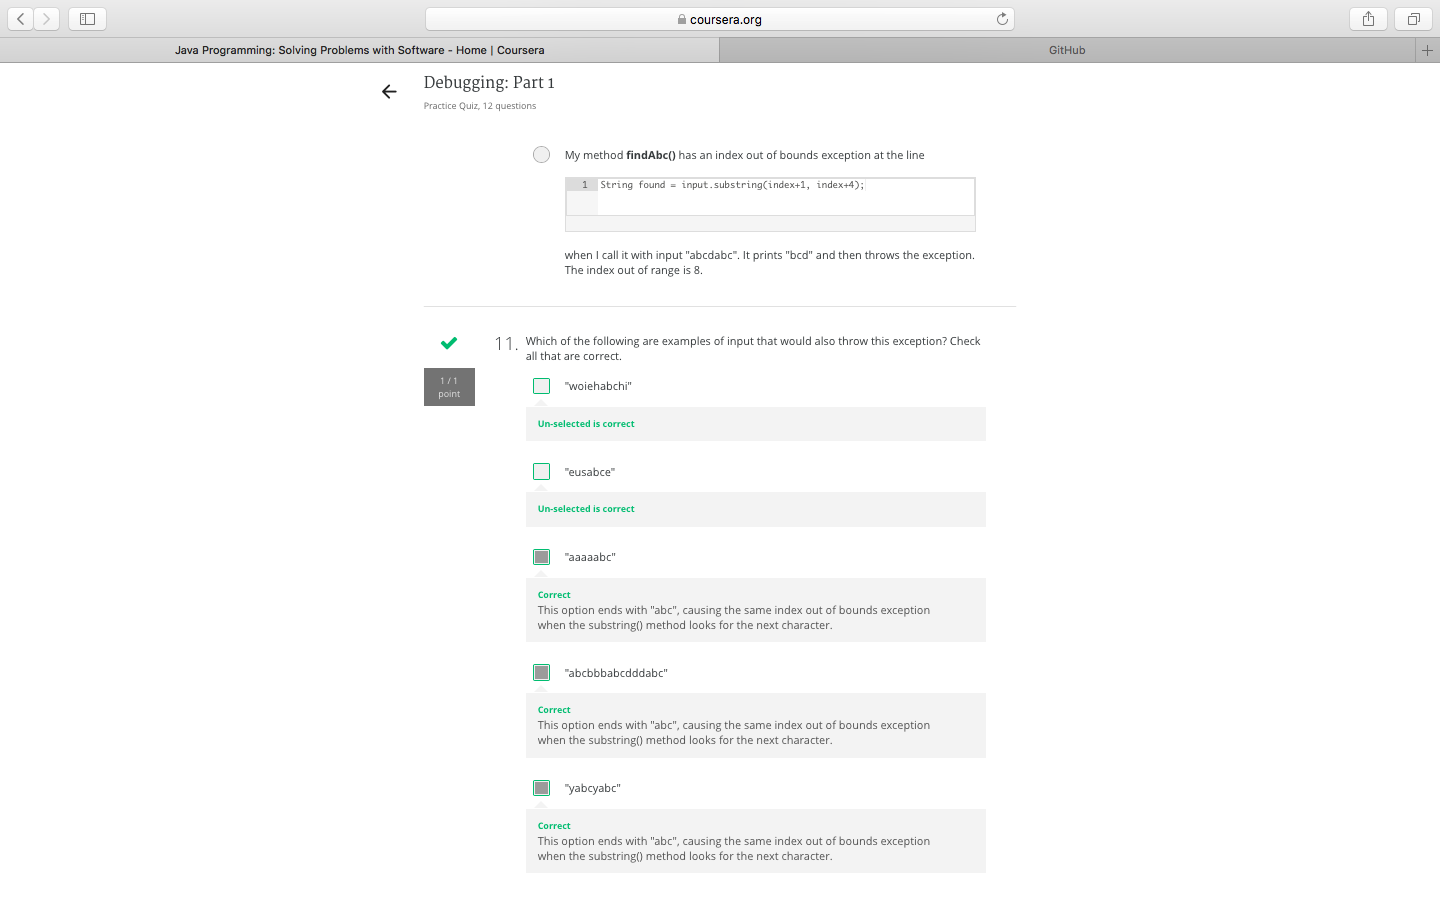 coursera.org
Java Programming: Solving Problems with Software - Home | Coursera
GitHub
Debugging: Part 1
Practice Quiz, 12 questions
My method findAbc() has an index out of bounds exception at the line
1 String found = input.substring(index+1, index+4);
when I call it with input "abcdabc". It prints "bcd" and then throws the exception.
The index out of range is 8.
11. Which of the following are examples of input that would also throw this exception? Check
all that are correct.
1 / 1
point
"woiehabchi"
Un-selected is correct
"eusabce"
Un-selected is correct
"aaaaabc"
Correct
This option ends with "abc", causing the same index out of bounds exception
when the substring() method looks for the next character.
"abcbbbabcdddabc"
Correct
This option ends with "abc", causing the same index out of bounds exception
when the substring() method looks for the next character.
"yabcyabc"
Correct
This option ends with "abc", causing the same index out of bounds exception
when the substring() method looks for the next character.